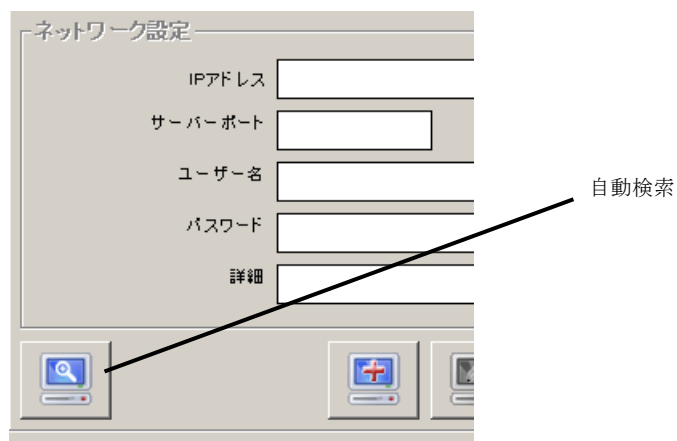 ネットワーク設定
IPアドレス
サーバーポート
ユーザー名
パスワード
詳細
自動検索